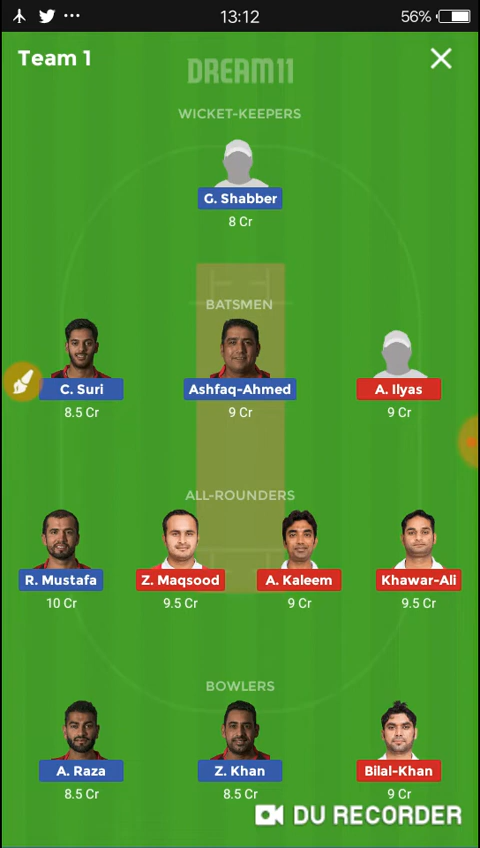 13:12
56%
Team 1
DREAM11
WICKET-KEEPERS
G. Shabber
8 Cr
BATSMEN
C. Suri
Ashfaq-Ahmed
A. Ilyas
8.5 Cr
9 Cr
9 Cr
ALL-ROUNDERS
R. Mustafa
Z. Maqsood
A. Kaleem
Khawar-Ali
10 Cr
9.5 Cr
9 Cr
9.5 Cr
BOWLERS
A. Raza
Z. Khan
Bilal-Khan
8.5 Cr
8.5 Cr
9 Cr
DU RECORDER